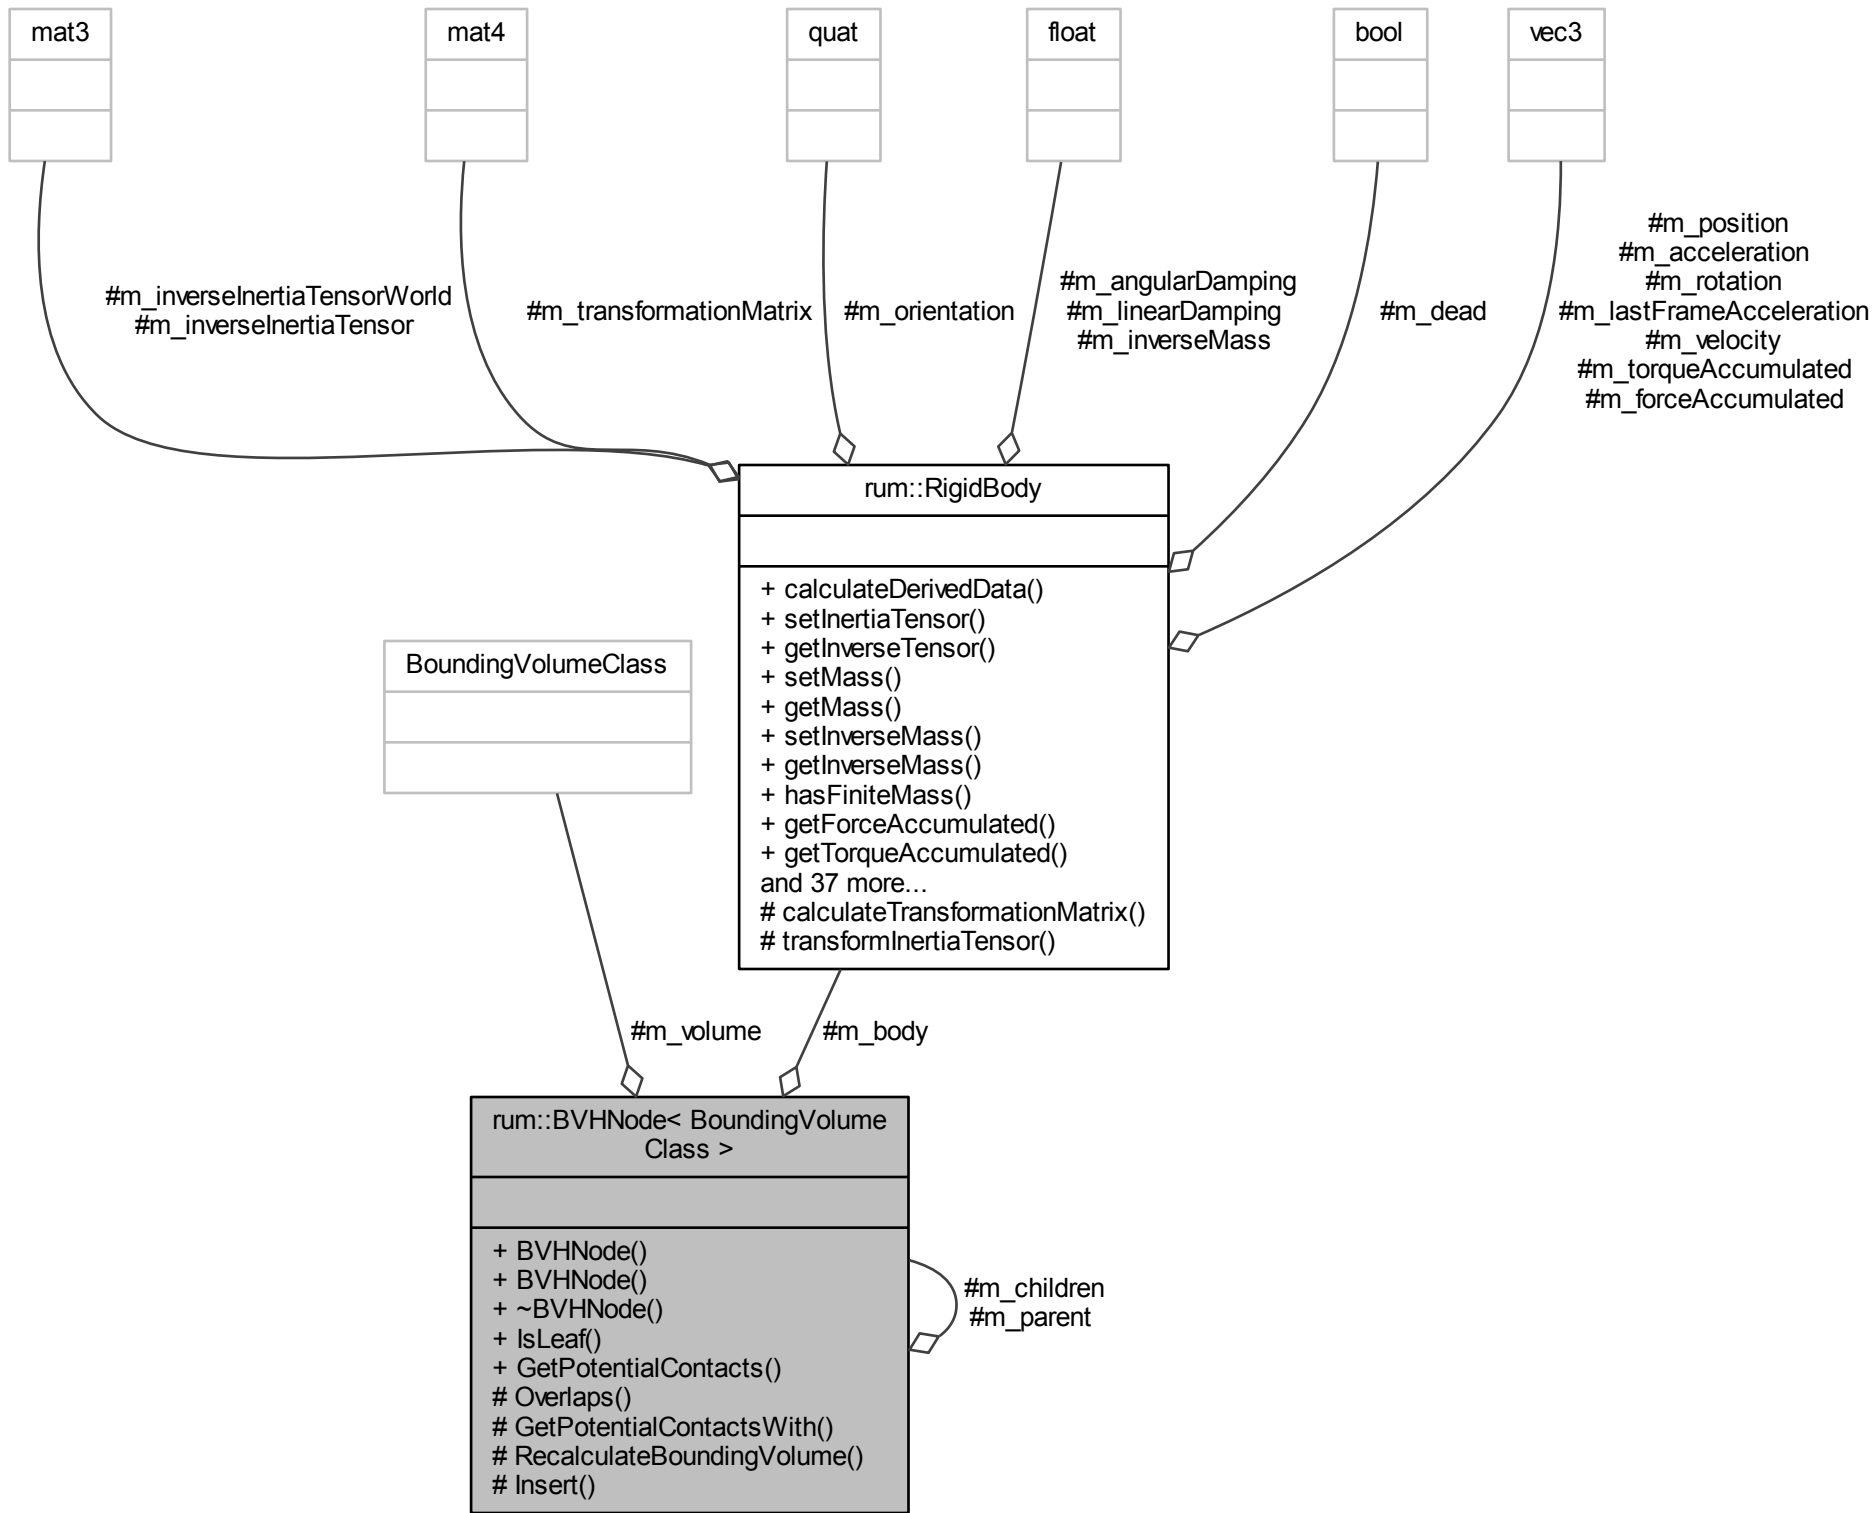 mat3
mat4
quat
float
bool
vec3
#m_inverseInertiaTensorWorld
#m_inverseInertiaTensor
#m_transformationMatrix
#m_orientation
#m_angularDamping
#m_linearDamping
#m_inverseMass
#m_dead
#m_position
#m_acceleration
#m_rotation
#m_lastFrameAcceleration
#m_velocity
#m_torqueAccumulated
#m_forceAccumulated
rum::RigidBody
+ calculateDerivedData()
+ setInertiaTensor()
+ getInverseTensor()
+ setMass()
+ getMass()
+ setInverseMass()
+ getInverseMass()
+ hasFiniteMass()
+ getForceAccumulated()
+ getTorqueAccumulated()
and 37 more...
# calculateTransformationMatrix()
# transformInertiaTensor()
BoundingVolumeClass
#m_volume
#m_body
rum::BVHNode< BoundingVolume
Class >
+ BVHNode()
+ BVHNode()
+ ~BVHNode()
+ IsLeaf()
+ GetPotentialContacts()
# Overlaps()
# GetPotentialContactsWith()
# RecalculateBoundingVolume()
# Insert()
#m_children
#m_parent